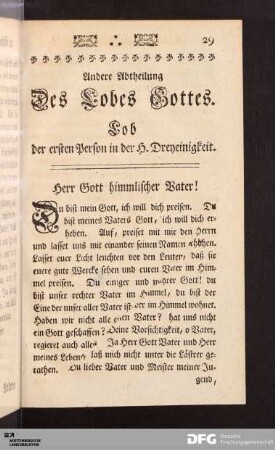 29
Andere Abtheilung
Des Lobes Gottes.
Lob
der ersten Person in der H. Dreyeinigkeit.
Herr Gott himmlischer Vater!
Du bist mein Gott, ich will dich preisen. Du
bist meines Vaters Gott, ich will dich er-
heben. Auf, preiset mit mir den Herrn
und lasset uns mit einander seinen Namen erhöhen.
Lasset euer Licht leuchten vor den Leuten, daß sie
euere gute Wercke sehen und euren Vater im Him-
mel preisen. Du einiger und wahrer Gott! du
bist unser rechter Vater im Himmel, du bist der
Eine der unser aller Vater ist der im Himmel wohnet.
Haben wir nicht alle einen Vater? hat uns nicht
ein Gott geschaffen? Deine Vorsichtigkeit, o Vater,
regieret auch alles. Ja Herr Gott Vater und Herr
meines Lebens laß mich nicht unter die Lästerer ge-
rathen. Du lieber Vater und Meister meiner Ju-
gend,
WÜRTTEMBERGISCHE
LANDESBIBLIOTHEK
DFG
Deutsche
Forschungsgemeinschaft